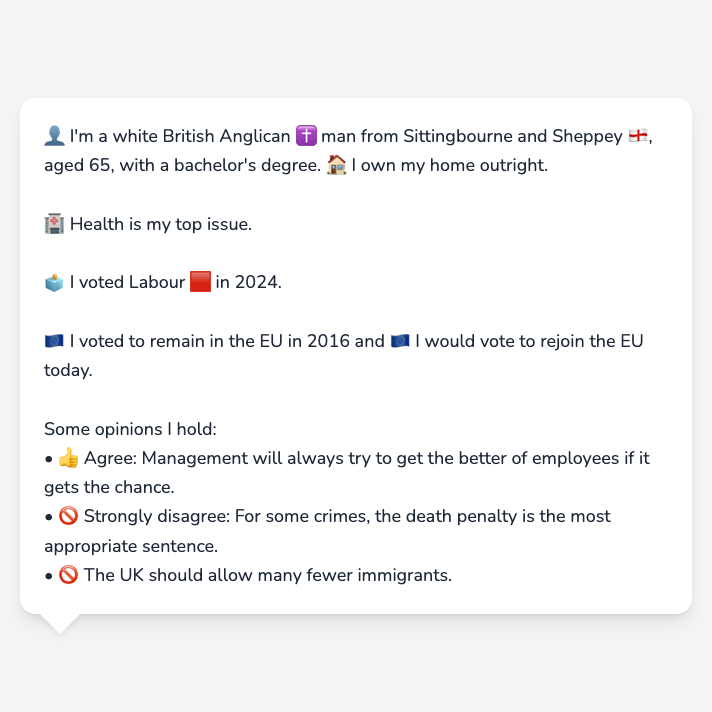 👤 I'm a white British Anglican ✝️ man from Sittingbourne and Sheppey 🏴󠁧󠁢󠁥󠁮󠁧󠁿,
aged 65, with a bachelor's degree. 🏠 I own my home outright.
🏥 Health is my top issue.
🗳️ I voted Labour 🟥 in 2024.
🇪🇺 I voted to remain in the EU in 2016 and 🇪🇺 I would vote to rejoin the EU
today.
Some opinions I hold:
• 👍 Agree: Management will always try to get the better of employees if it
gets the chance.
• 🚫 Strongly disagree: For some crimes, the death penalty is the most
appropriate sentence.
• 🚫 The UK should allow many fewer immigrants.